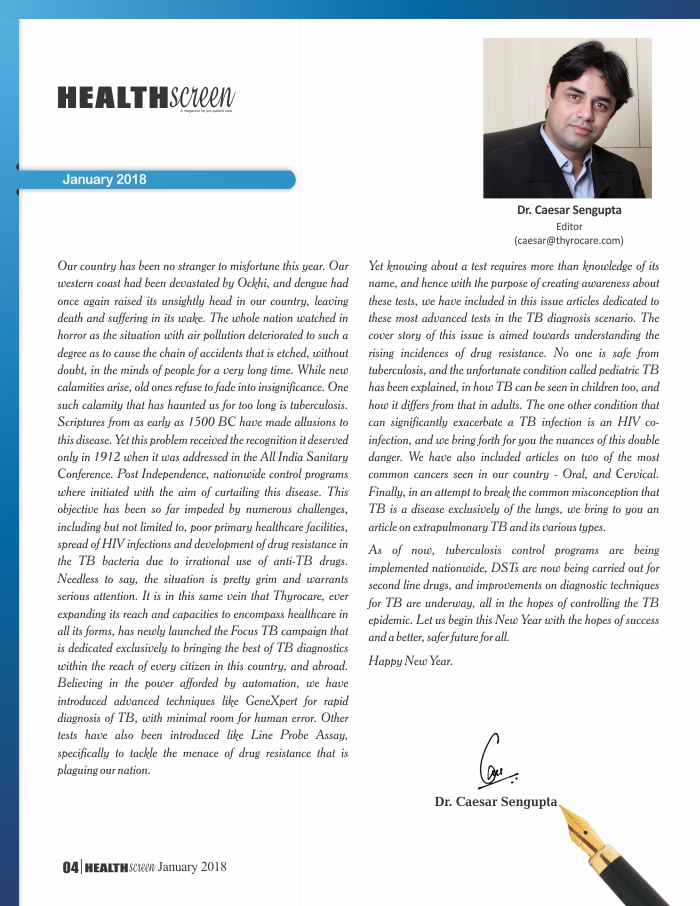 HEALTHscreen
A magazine for pre-patient care
January 2018
Dr. Caesar Sengupta
Editor
(caesar@thyrocare.com)
Our country has been no stranger to misfortune this year. Our
western coast had been devastated by Ockhi, and dengue had
once again raised its unsightly head in our country, leaving
death and suffering in its wake. The whole nation watched in
horror as the situation with air pollution deteriorated to such a
degree as to cause the chain of accidents that is etched, without
doubt, in the minds of people for a very long time. While new
calamities arise, old ones refuse to fade into insignificance. One
such calamity that has haunted us for too long is tuberculosis.
Scriptures from as early as 1500 BC have made allusions to
this disease. Yet this problem received the recognition it deserved
only in 1912 when it was addressed in the All India Sanitary
Conference. Post Independence, nationwide control programs
where initiated with the aim of curtailing this disease. This
objective has been so far impeded by numerous challenges,
including but not limited to, poor primary healthcare facilities,
spread of HIV infections and development of drug resistance in
the TB bacteria due to irrational use of anti-TB drugs.
Needless to say, the situation is pretty grim and warrants
serious attention. It is in this same vein that Thyrocare, ever
expanding its reach and capacities to encompass healthcare in
all its forms, has newly launched the Focus TB campaign that
is dedicated exclusively to bringing the best of TB diagnostics
within the reach of every citizen in this country, and abroad.
Believing in the power afforded by automation, we have
introduced advanced techniques like GeneXpert for rapid
diagnosis of TB, with minimal room for human error. Other
tests have also been introduced like Line Probe Assay,
specifically to tackle the menace of drug resistance that is
plaguing our nation.
Yet knowing about a test requires more than knowledge of its
name, and hence with the purpose of creating awareness about
these tests, we have included in this issue articles dedicated to
these most advanced tests in the TB diagnosis scenario. The
cover story of this issue is aimed towards understanding the
rising incidences of drug resistance. No one is safe from
tuberculosis, and the unfortunate condition called pediatric TB
has been explained, in how TB can be seen in children too, and
how it differs from that in adults. The one other condition that
can significantly exacerbate a TB infection is an HIV co-
infection, and we bring forth for you the nuances of this double
danger. We have also included articles on two of the most
common cancers seen in our country - Oral, and Cervical.
Finally, in an attempt to break the common misconception that
TB is a disease exclusively of the lungs, we bring to you an
article on extrapulmonary TB and its various types.
As of now, tuberculosis control programs are being
implemented nationwide, DSTs are now being carried out for
second line drugs, and improvements on diagnostic techniques
for TB are underway, all in the hopes of controlling the TB
epidemic. Let us begin this New Year with the hopes of success
and a better, safer future for all.
Happy New Year.
Dr. Caesar Sengupta
04 | HEALTHscreen January 2018